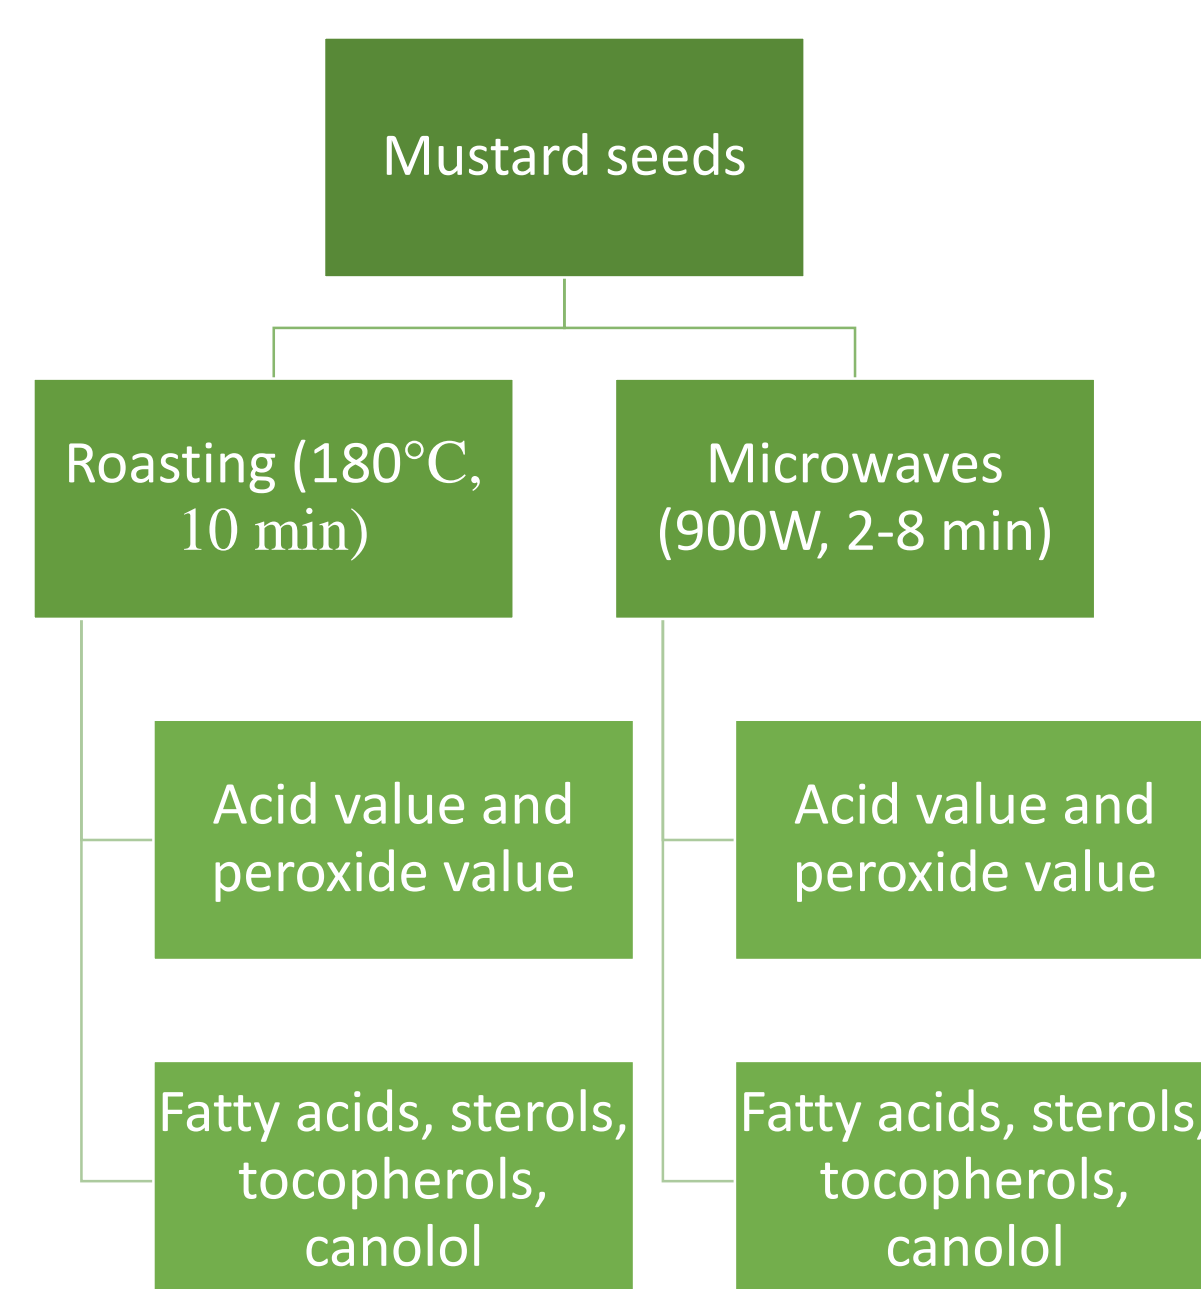 Mustard seeds
Roasting (180°C,
10 min)
Microwaves
(900W, 2-8 min)
Acid value and
peroxide value
Acid value and
peroxide value
Fatty acids, sterols,
tocopherols,
canolol
Fatty acids, sterols,
tocopherols,
canolol